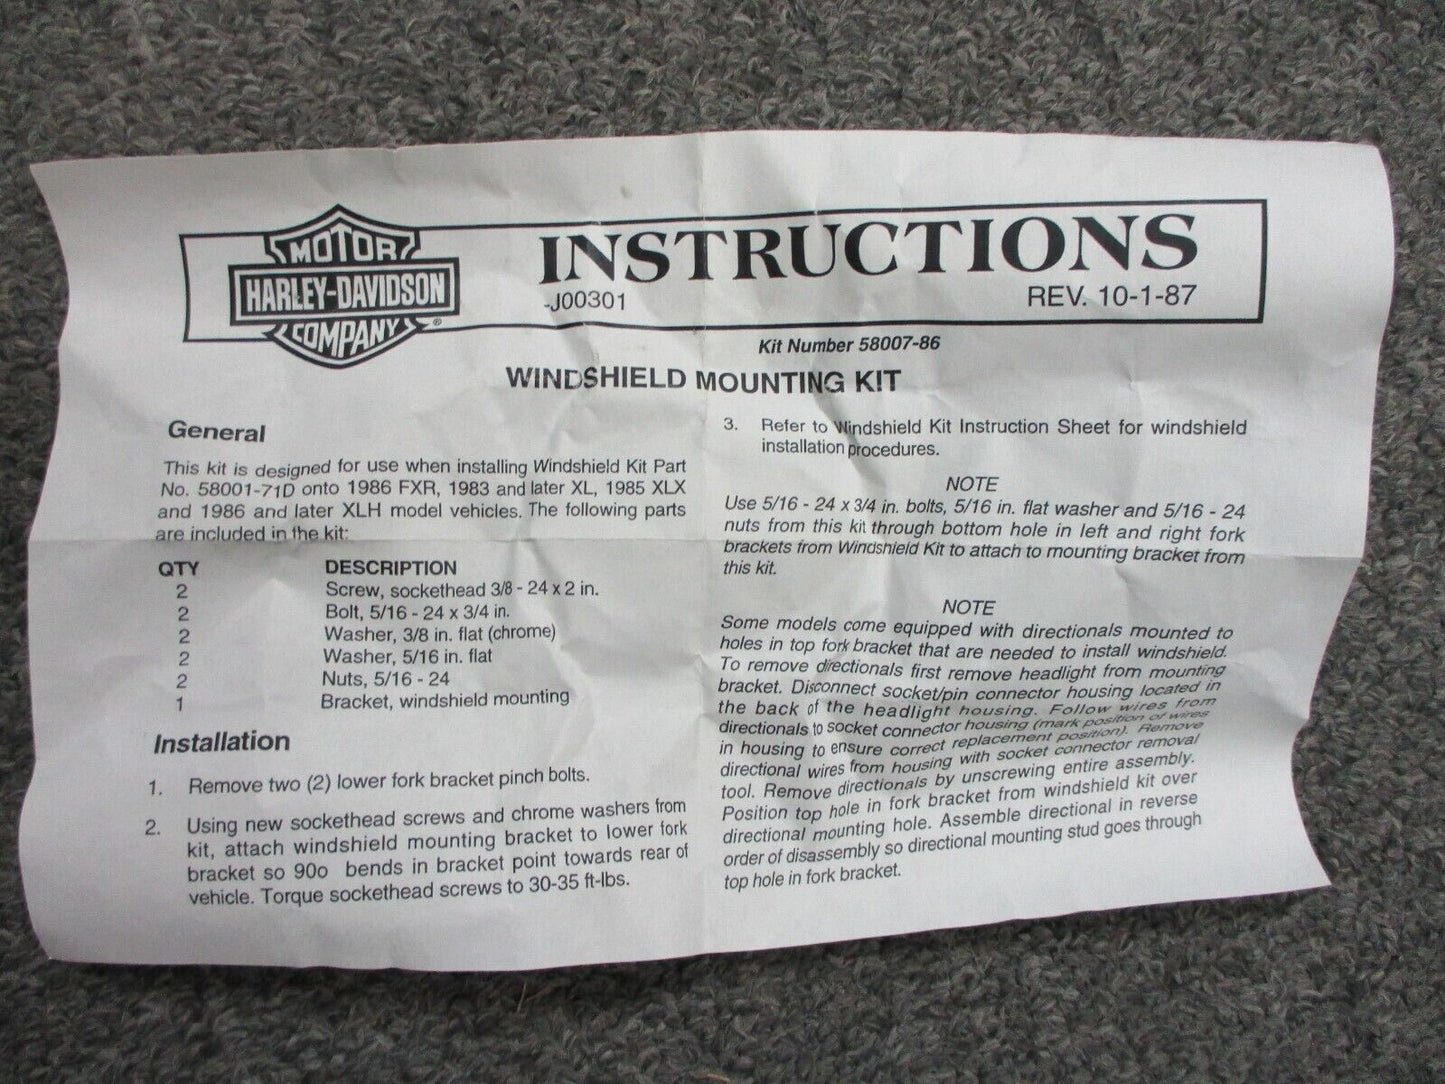 MOTOR
HARLEY-DAVIDSON
COMPANY
®
INSTRUCTIONS
-J00301
REV. 10-1-87
Kit Number 58007-86
WINDSHIELD MOUNTING KIT
General
This kit is designed for use when installing Windshield Kit Part
No. 58001-71D onto 1986 FXR, 1983 and later XL, 1985 XLX
and 1986 and later XLH model vehicles. The following parts
are included in the kit:
QTY DESCRIPTION
2 Screw, sockethead 3/8 - 24 x 2 in.
2 Bolt, 5/16 - 24 x 3/4 in.
2 Washer, 3/8 in. flat (chrome)
2 Washer, 5/16 in. flat
2 Nuts, 5/16 - 24
1 Bracket, windshield mounting
Installation
1. Remove two (2) lower fork bracket pinch bolts.
2. Using new sockethead screws and chrome washers from
kit, attach windshield mounting bracket to lower fork
bracket so 90o bends in bracket point towards rear of
vehicle. Torque sockethead screws to 30-35 ft-lbs.
3. Refer to Windshield Kit Instruction Sheet for windshield
installation procedures.
NOTE
Use 5/16 - 24 x 3/4 in. bolts, 5/16 in. flat washer and 5/16 - 24
nuts from this kit through bottom hole in left and right fork
brackets from Windshield Kit to attach to mounting bracket from
this kit.
NOTE
Some models come equipped with directionals mounted to
holes in top fork bracket that are needed to install windshield.
To remove directionals first remove headlight from mounting
bracket. Disconnect socket/pin connector housing located in
the back of the headlight housing. Follow wires from
directionals to socket connector housing (mark position of wires
in housing to ensure correct replacement position). Remove
directional wires from housing with socket connector removal
tool. Remove directionals by unscrewing entire assembly.
Position top hole in fork bracket from windshield kit over
directional mounting hole. Assemble directional in reverse
order of disassembly so directional mounting stud goes through
top hole in fork bracket.